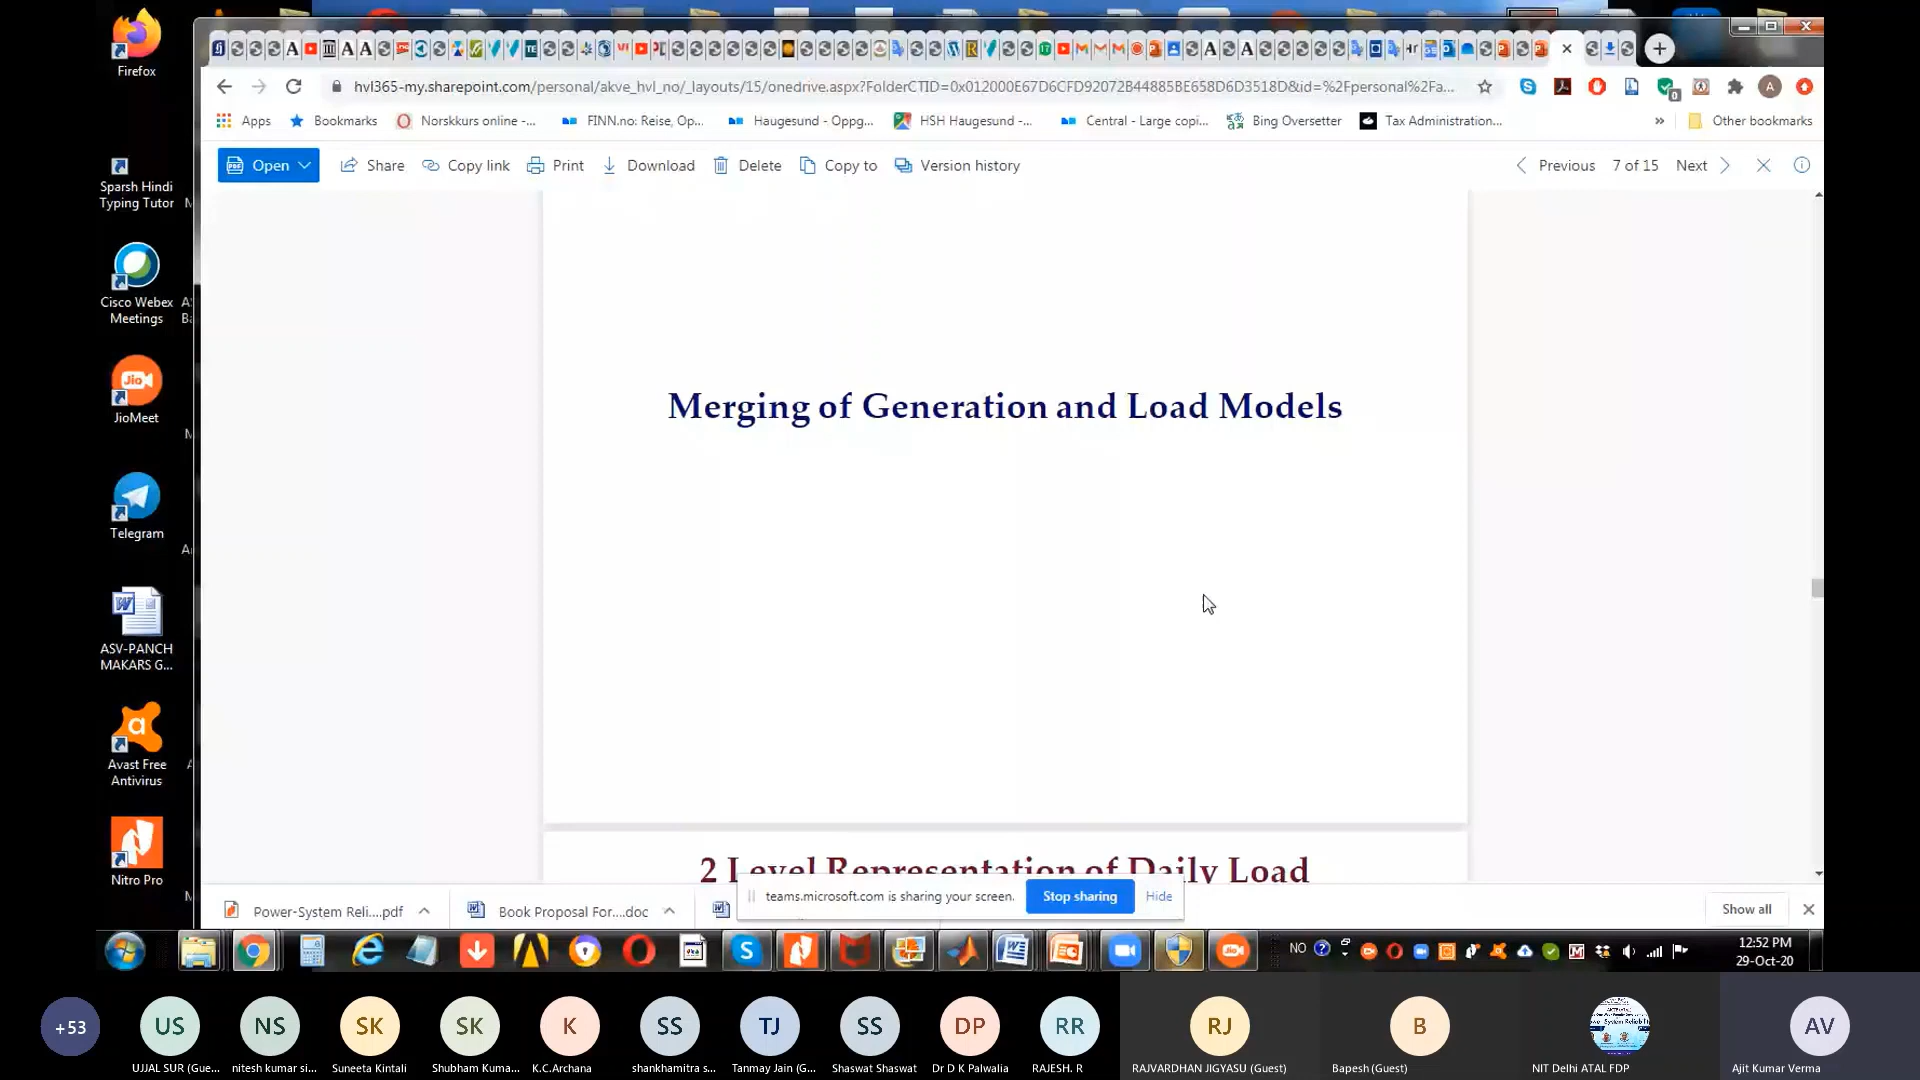 Firefox
Sparsh Hindi
Typing Tutor
Cisco Webex
Meetings
JioMeet
Telegram
ASV-PANCH
MAKARS G...
Avast Free
Antivirus
Nitro Pro
hvl365-my.sharepoint.com/personal/akve_hvl_no/_layouts/15/onedrive.aspx?FolderCTID=0x012000E67D6CFD92072B44885BE658D6D3518D&id=%2Fpersonal%2Fa...
Apps
Bookmarks
Norskkurs online -...
FINN.no: Reise, Op...
Haugesund - Oppg...
HSH Haugesund -...
Central - Large copi...
Bing Oversetter
Tax Administration...
»
Other bookmarks
Open
Share
Copy link
Print
Download
Delete
Copy to
Version history
Previous
7 of 15
Next
Merging of Generation and Load Models
2 Level Representation of Daily Load
teams.microsoft.com is sharing your screen.
Stop sharing
Hide
Power-System Reli....pdf
Book Proposal For....doc
Show all
NO
12:52 PM
29-Oct-20
+53
US
NS
SK
SK
K
SS
TJ
SS
DP
RR
RJ
B
AV
UJJAL SUR (Gue...
nitesh kumar si...
Suneeta Kintali
Shubham Kuma...
K.C.Archana
shankhamitra s...
Tanmay Jain (G...
Shaswat Shaswat
Dr D K Palwalia
RAJESH. R
RAJVARDHAN JIGYASU (Guest)
Bapesh (Guest)
NIT Delhi ATAL FDP
Ajit Kumar Verma